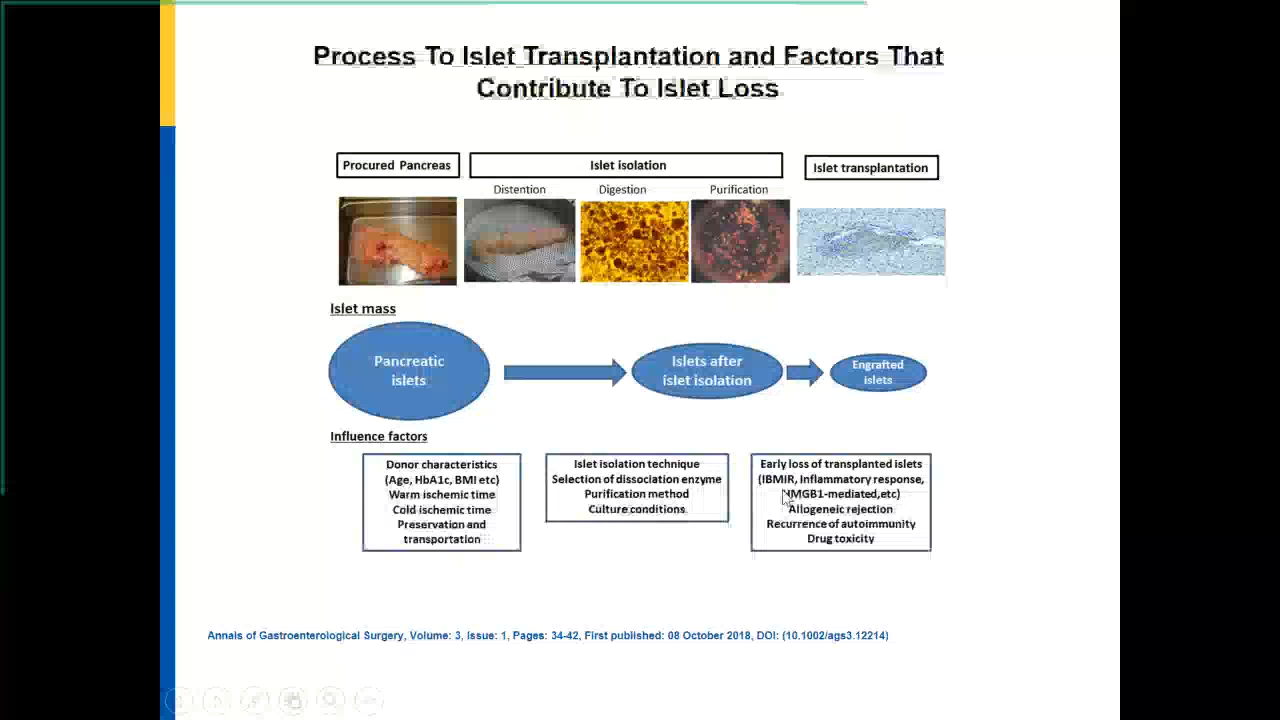 Process To Islet Transplantation and Factors That
Contribute To Islet Loss
Procured Pancreas
Islet isolation
Islet transplantation
Distention
Digestion
Purification
Islet mass
Pancreatic
islets
Islets after
islet isolation
Engrafted
islets
Influence factors
Donor characteristics
(Age, HbA1c, BMI etc)
Warm ischemic time
Cold ischemic time
Preservation and
transportation
Islet isolation technique
Selection of dissociation enzyme
Purification method
Culture conditions
Early loss of transplanted islets
(IBMIR, Inflammatory response,
HMGB1-mediated,etc)
Allogeneic rejection
Recurrence of autoimmunity
Drug toxicity
Annals of Gastroenterological Surgery, Volume: 3, Issue: 1, Pages: 34-42, First published: 08 October 2018, DOI: (10.1002/ags3.12214)